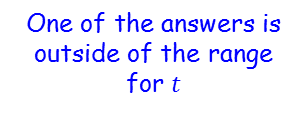 One of the answers is
outside of the range
for t